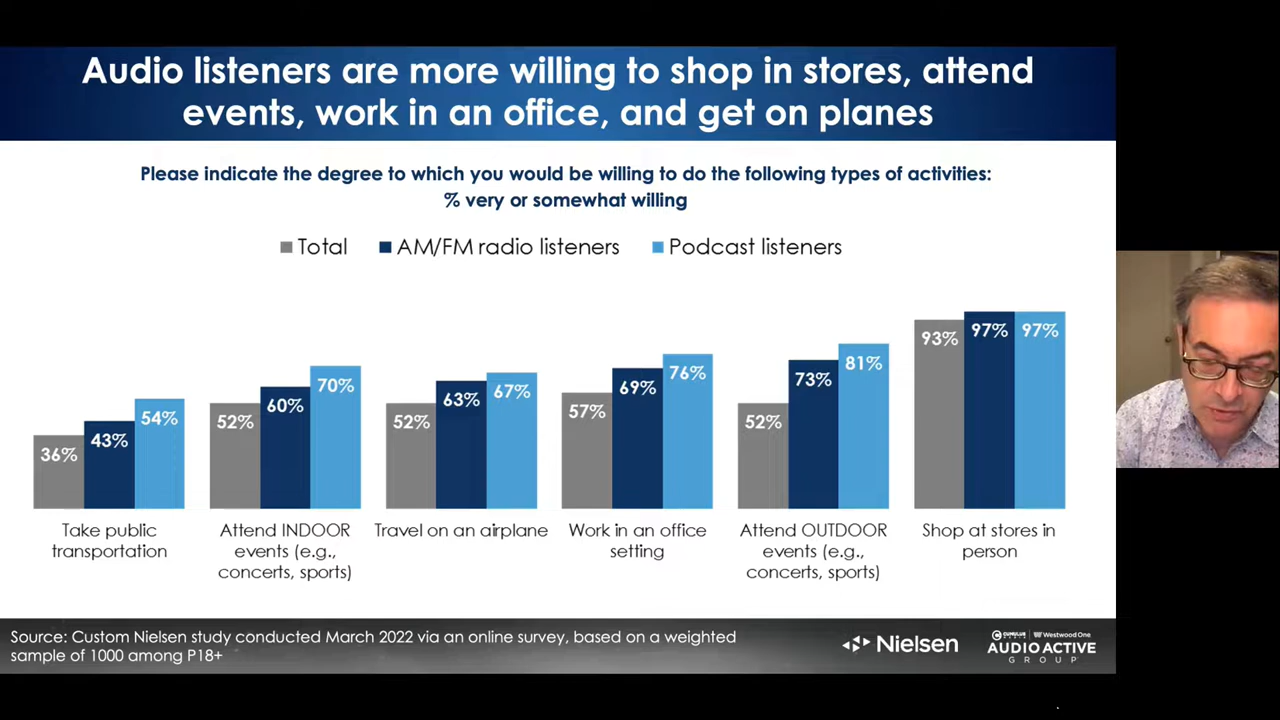 Audio listeners are more willing to shop in stores, attend
events, work in an office, and get on planes
Please indicate the degree to which you would be willing to do the following types of activities:
% very or somewhat willing
Total AM/FM radio listeners Podcast listeners
36% 43% 54%
52% 60% 70%
52% 63% 67%
57% 69% 76%
52% 73% 81%
93% 97% 97%
Take public
transportation
Attend INDOOR
events (e.g.,
concerts, sports)
Travel on an airplane
Work in an office
setting
Attend OUTDOOR
events (e.g.,
concerts, sports)
Shop at stores in
person
Source: Custom Nielsen study conducted March 2022 via an online survey, based on a weighted
sample of 1000 among P18+
Nielsen
CUMULUS MEDIA | Westwood One
AUDIO ACTIVE
GROUP